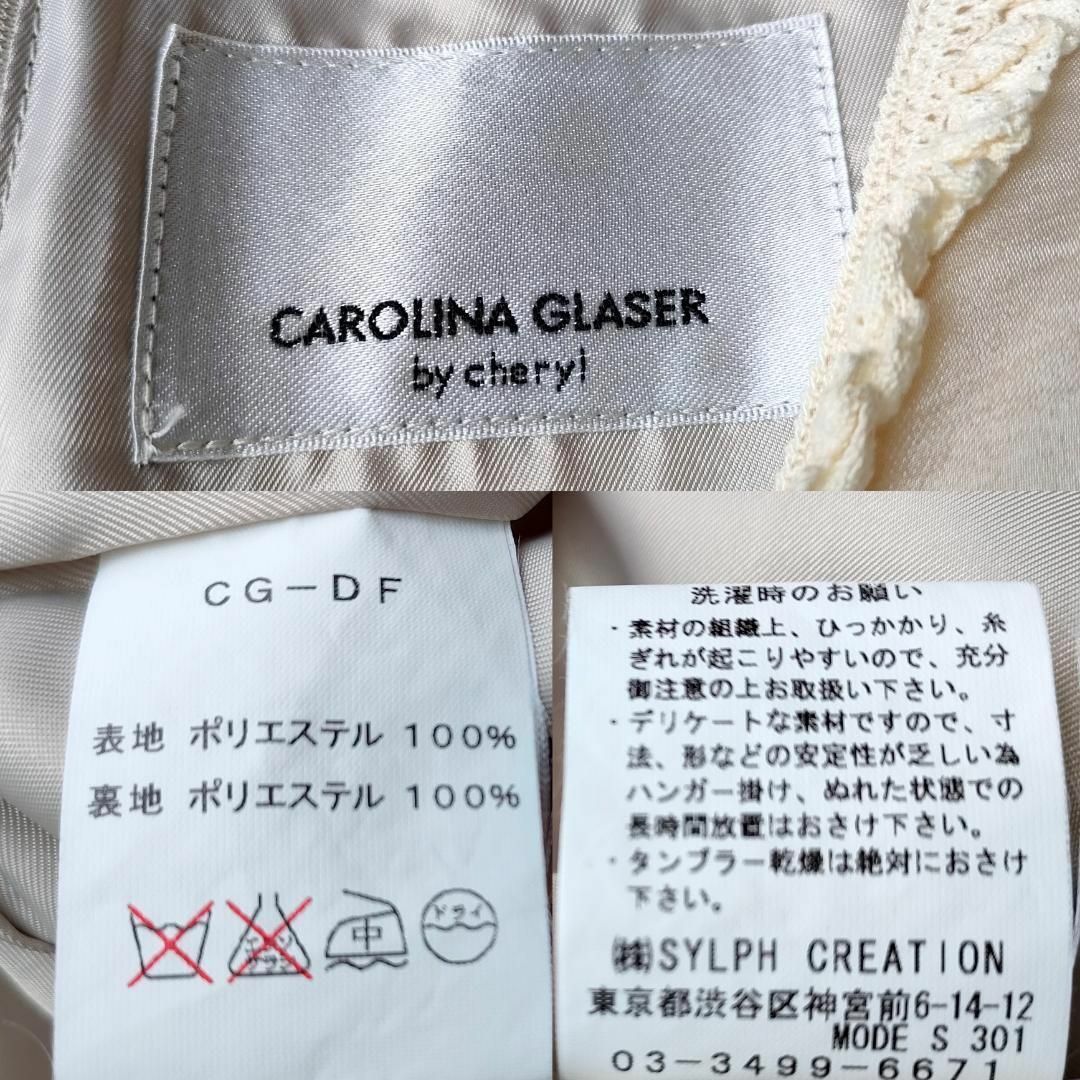 CAROLINA GLASER
by cheryl
CG-DF
表地 ポリエステル 100%
裏地 ポリエステル 100%
エンソ
サラシ
中
ドライ
洗濯時のお願い
・素材の組織上、ひっかかり、糸
ぎれが起こりやすいので、充分
御注意の上お取扱い下さい。
・デリケートな素材ですので、寸
法、形などの安定性が乏しい為
ハンガー掛け、ぬれた状態での
長時間放置はおさけ下さい。
・タンブラー乾燥は絶対におさけ
下さい。
㈱SYLPH CREATION
東京都渋谷区神宮前6-14-12
MODE S 301
03-3499-6671